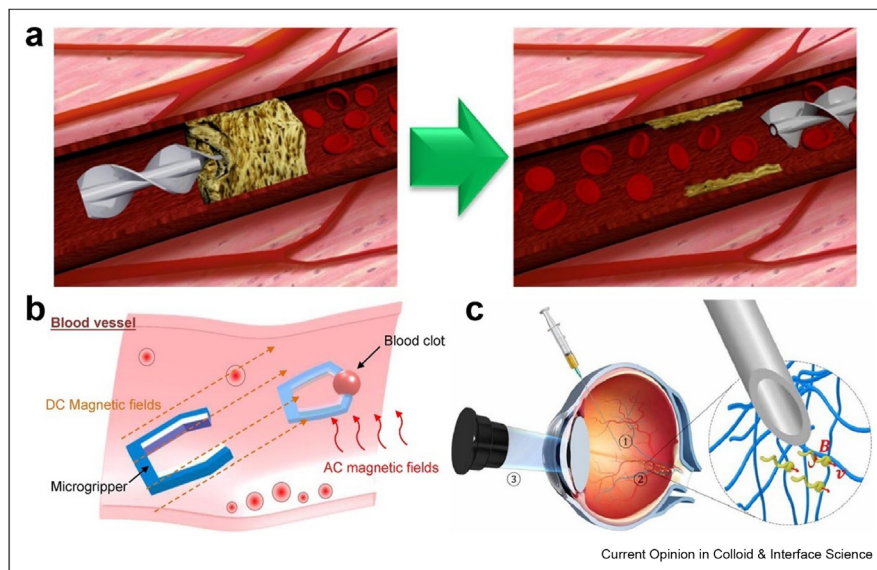 a
b
Blood vessel
Blood clot
DC Magnetic fields
AC magnetic fields
Microgripper
c
①
②
③
B
v
Current Opinion in Colloid & Interface Science